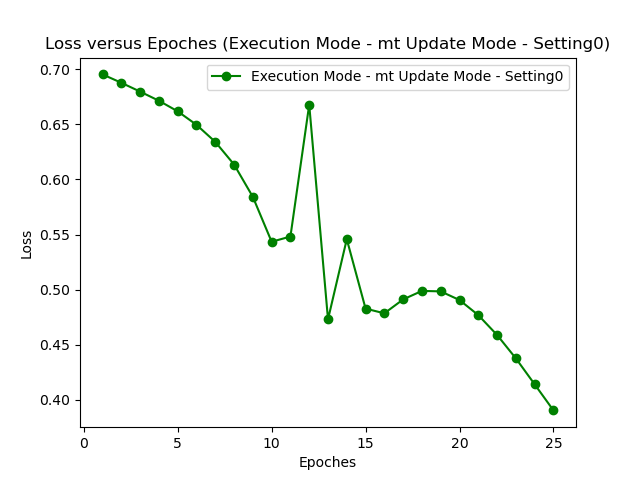 Loss versus Epoches (Execution Mode - mt Update Mode - Setting0)
Execution Mode - mt Update Mode - Setting0
0.70
0.65
0.60
0.55
0.50
0.45
0.40
Loss
0 5 10 15 20 25
Epoches